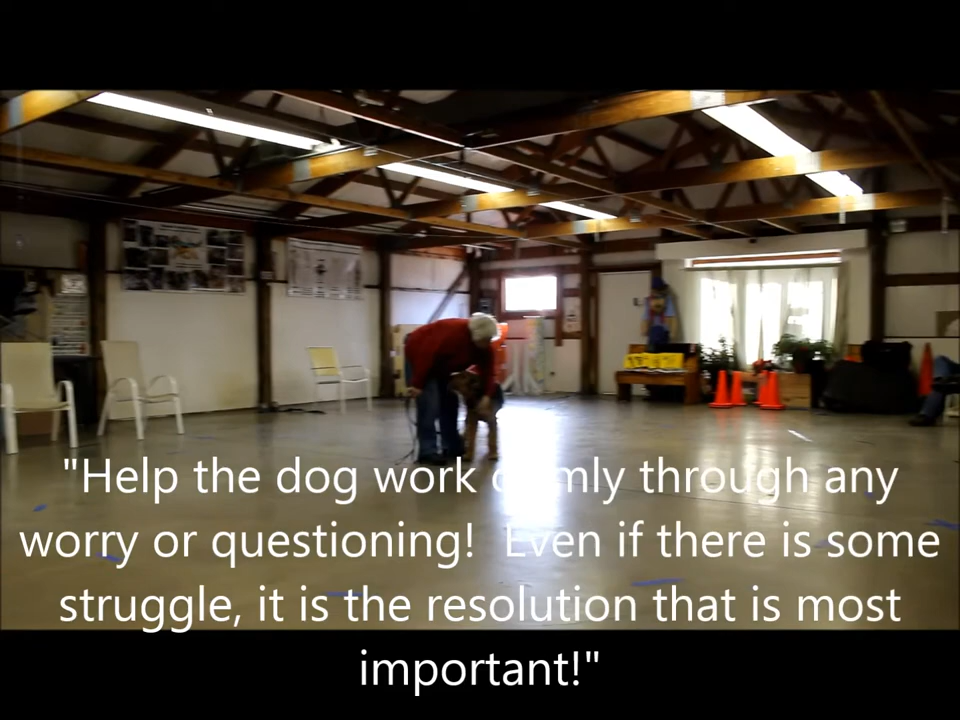 "Help the dog work calmly through any
worry or questioning!  Even if there is some
struggle, it is the resolution that is most
important!"